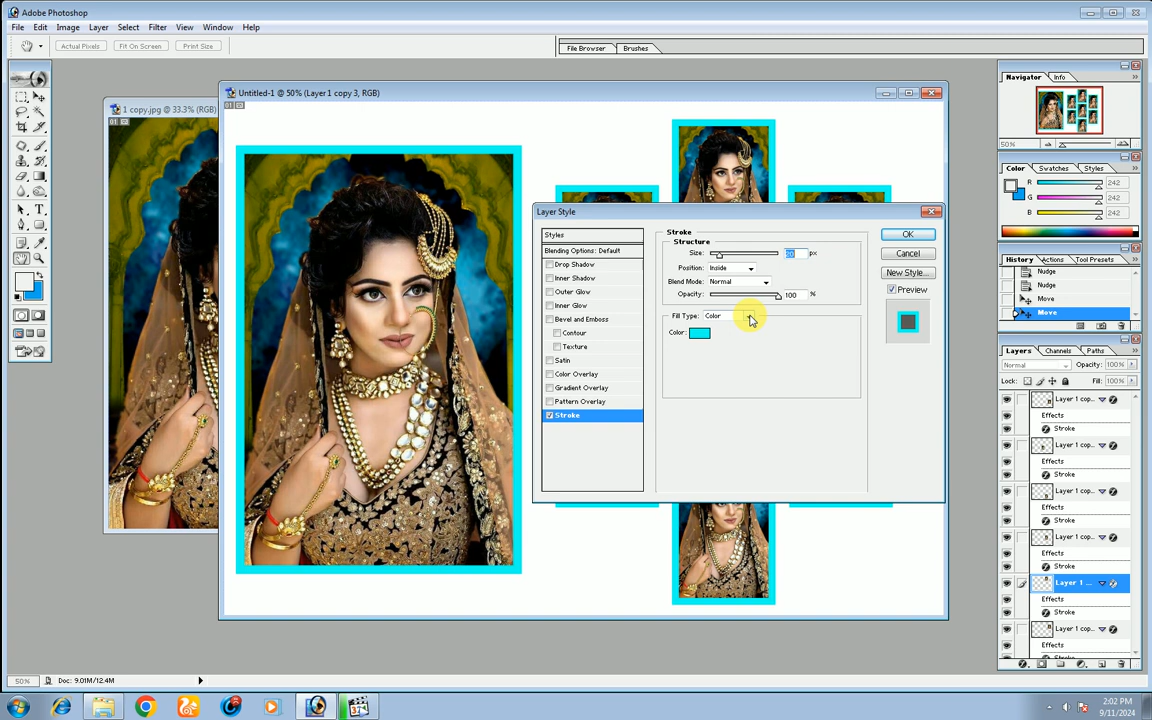 Adobe Photoshop
File Edit Image Layer Select Filter View Window Help
Actual Pixels Fit On Screen Print Size
File Browser Brushes
1 copy.jpg @ 33.3% (RGB)
Untitled-1 @ 50% (Layer 1 copy 3, RGB)
Navigator Info
50%
Color Swatches Styles
R 242
G 242
B 242
History Actions Tool Presets
Nudge
Nudge
Move
Move
Layers Channels Paths
Normal Opacity: 100%
Lock: Fill: 100%
Layer 1 cop...
Effects
Stroke
Layer 1 cop...
Effects
Stroke
Layer 1 cop...
Effects
Stroke
Layer 1 cop...
Effects
Stroke
Layer 1 ...
Effects
Stroke
Layer 1 cop...
Effects
Stroke
Layer Style
Styles
Blending Options: Default
Drop Shadow
Inner Shadow
Outer Glow
Inner Glow
Bevel and Emboss
Contour
Texture
Satin
Color Overlay
Gradient Overlay
Pattern Overlay
Stroke
Stroke
Structure
Size: px
Position: Inside
Blend Mode: Normal
Opacity: 100 %
Fill Type: Color
Color:
OK
Cancel
New Style...
Preview
50% Doc: 9.01M/12.4M
2:02 PM
9/11/2024